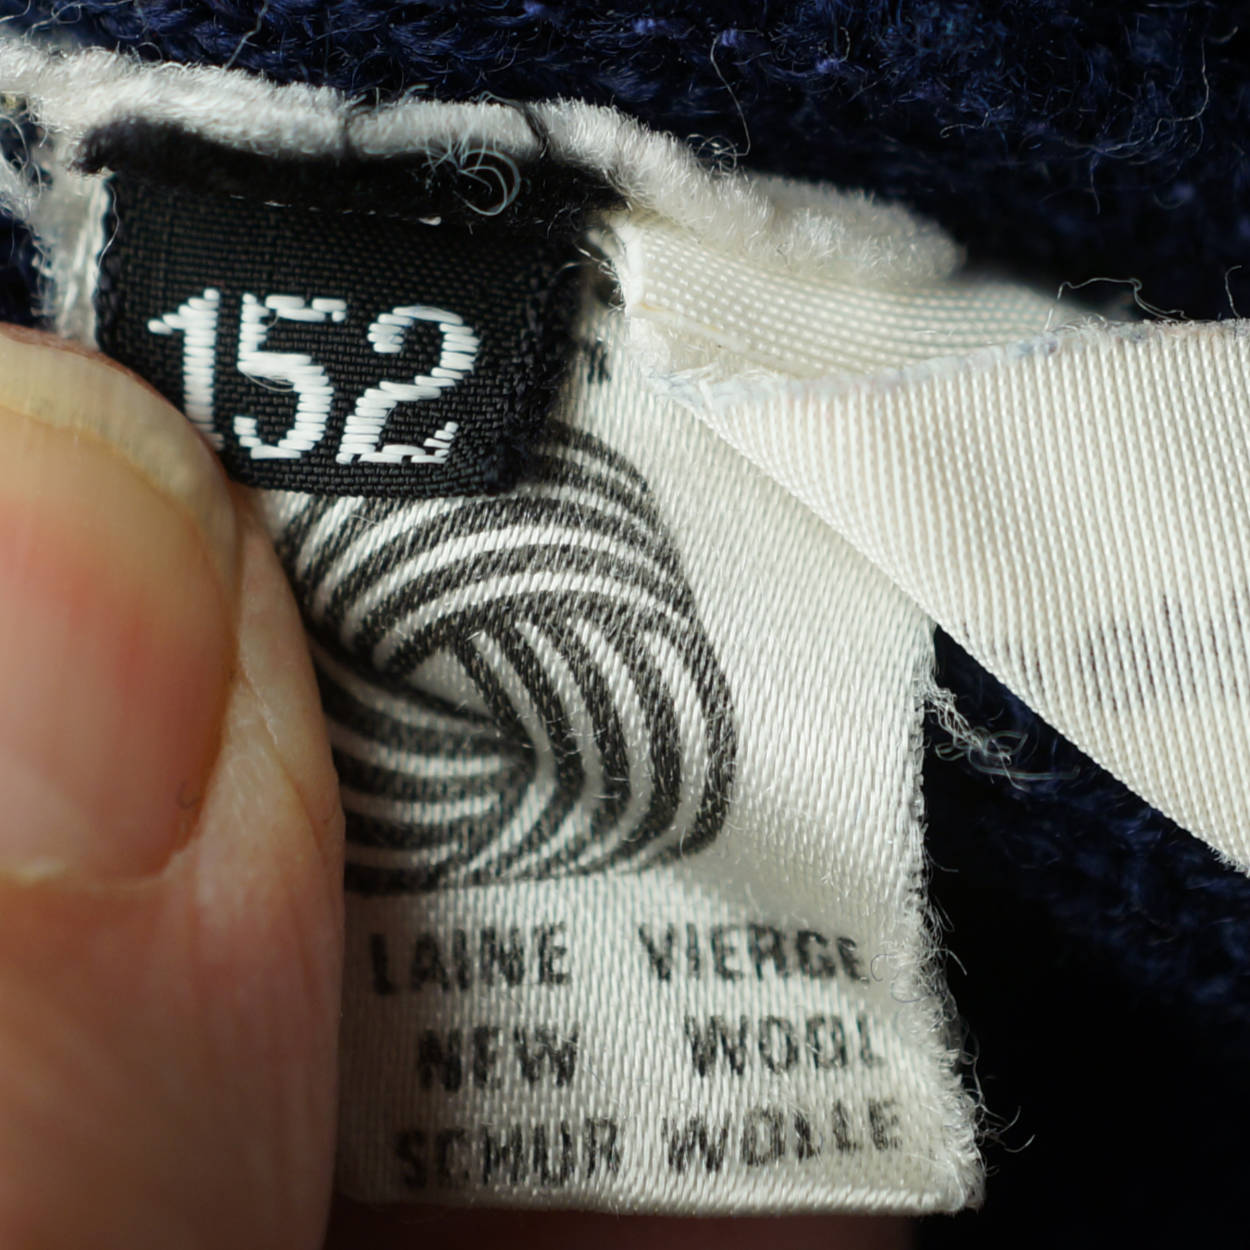 152
LAINE VIERGE
NEW WOOL
SCHUR WOLLE